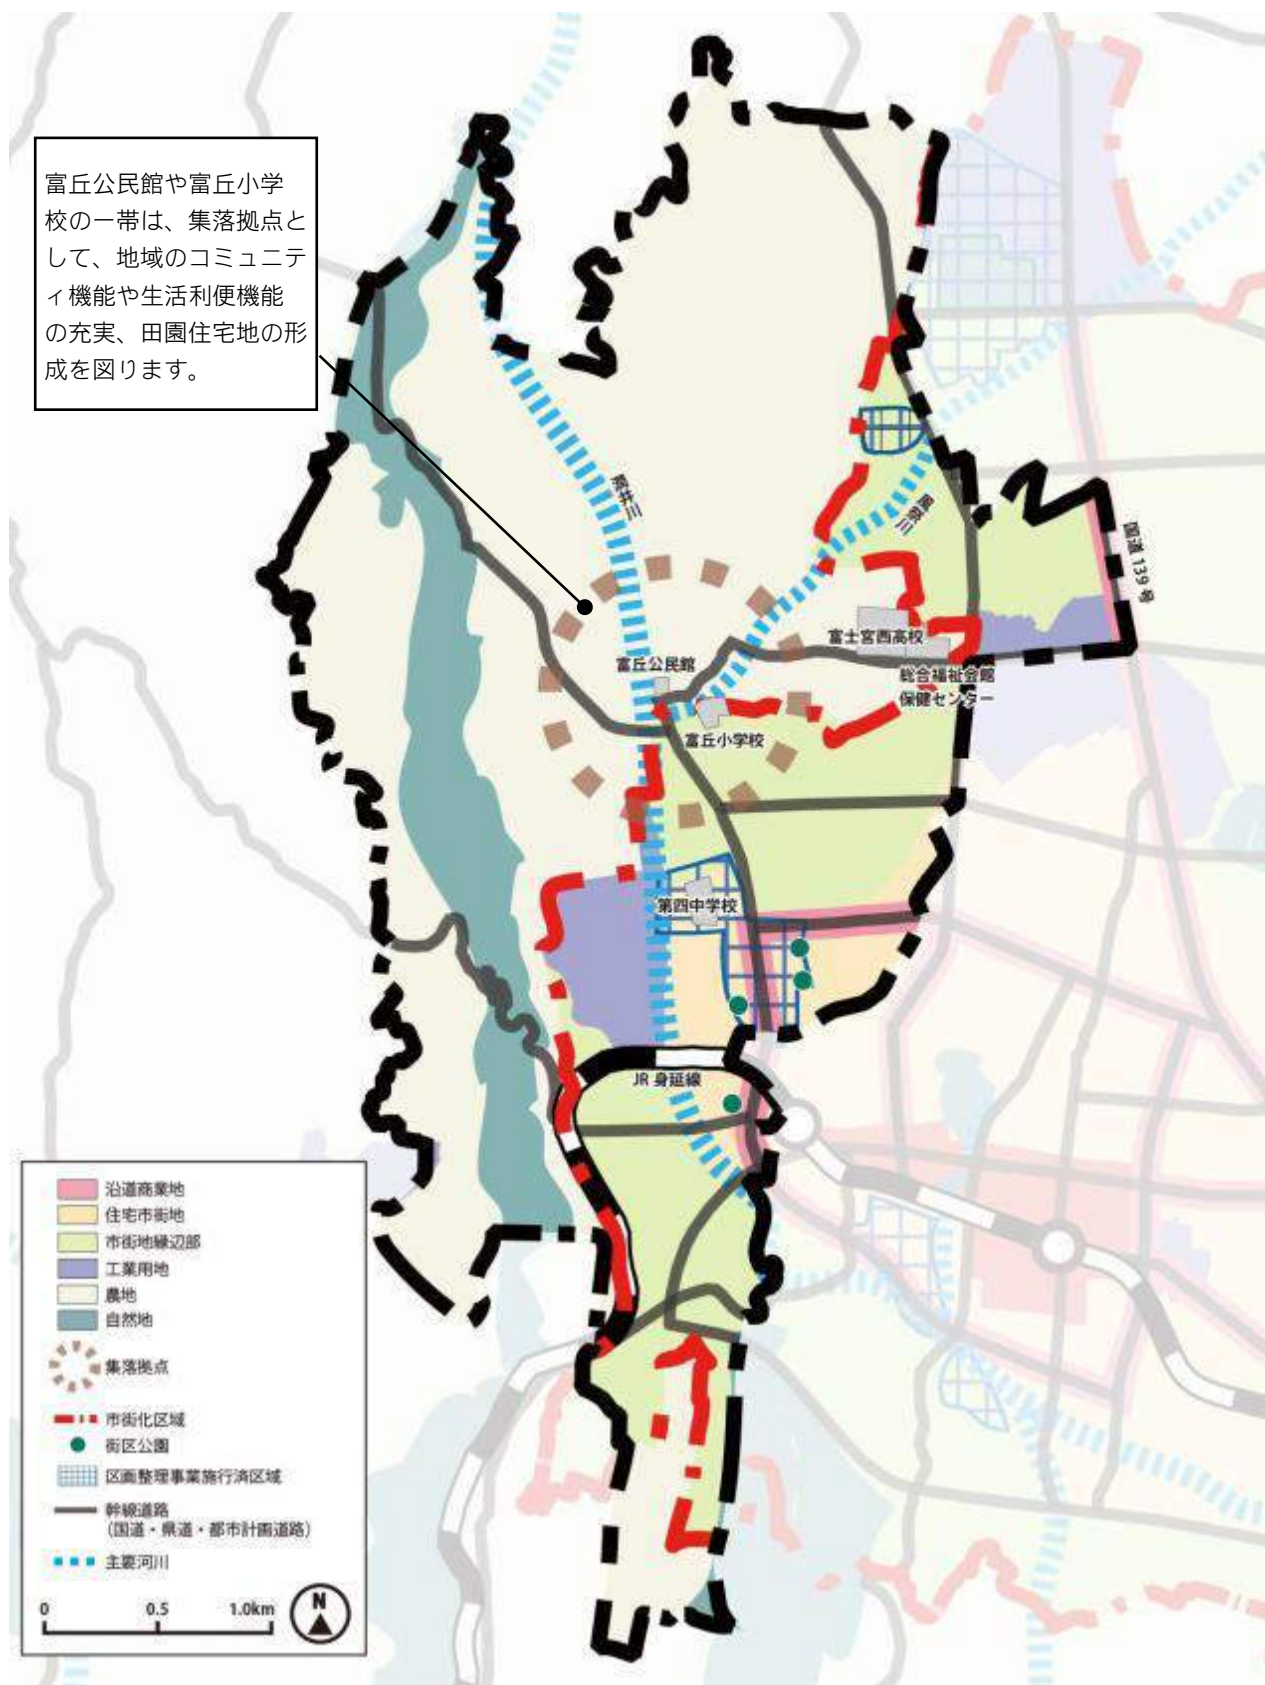 富丘公民館や富丘小学
校の一帯は、集落拠点と
して、地域のコミュニテ
ィ機能や生活利便機能
の充実、田園住宅地の形
成を図ります。
潤井川
風祭川
国道139号
富士宮西高校
富丘公民館
総合福祉会館
保健センター
富丘小学校
第四中学校
JR 身延線
沿道商業地
住宅市街地
市街地縁辺部
工業用地
農地
自然地
集落拠点
市街化区域
街区公園
区画整理事業施行済区域
幹線道路
（国道・県道・都市計画道路）
主要河川
0 0.5 1.0km
N